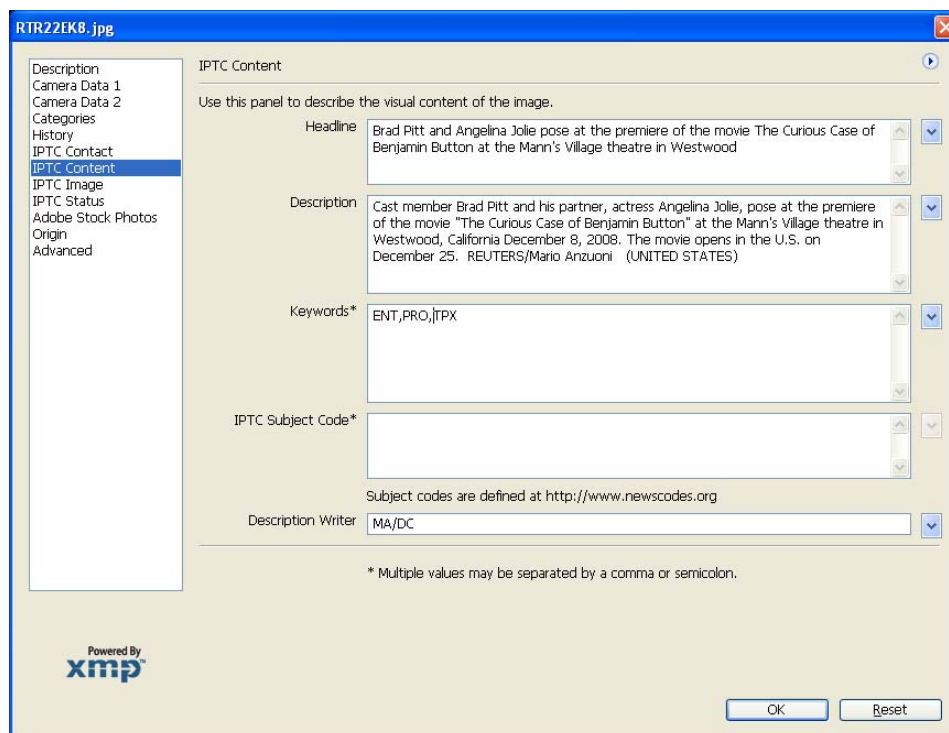 RTR22EK8.jpg
Description
Camera Data 1
Camera Data 2
Categories
History
IPTC Contact
IPTC Content
IPTC Image
IPTC Status
Adobe Stock Photos
Origin
Advanced
IPTC Content
Use this panel to describe the visual content of the image.
Headline
Brad Pitt and Angelina Jolie pose at the premiere of the movie The Curious Case of
Benjamin Button at the Mann's Village theatre in Westwood
Description
Cast member Brad Pitt and his partner, actress Angelina Jolie, pose at the premiere
of the movie "The Curious Case of Benjamin Button" at the Mann's Village theatre in
Westwood, California December 8, 2008. The movie opens in the U.S. on
December 25. REUTERS/Mario Anzuoni (UNITED STATES)
Keywords*
ENT,PRO,TPX
IPTC Subject Code*
Subject codes are defined at http://www.newscodes.org
Description Writer
MA/DC
* Multiple values may be separated by a comma or semicolon.
Powered By
xmp™
OK
Reset